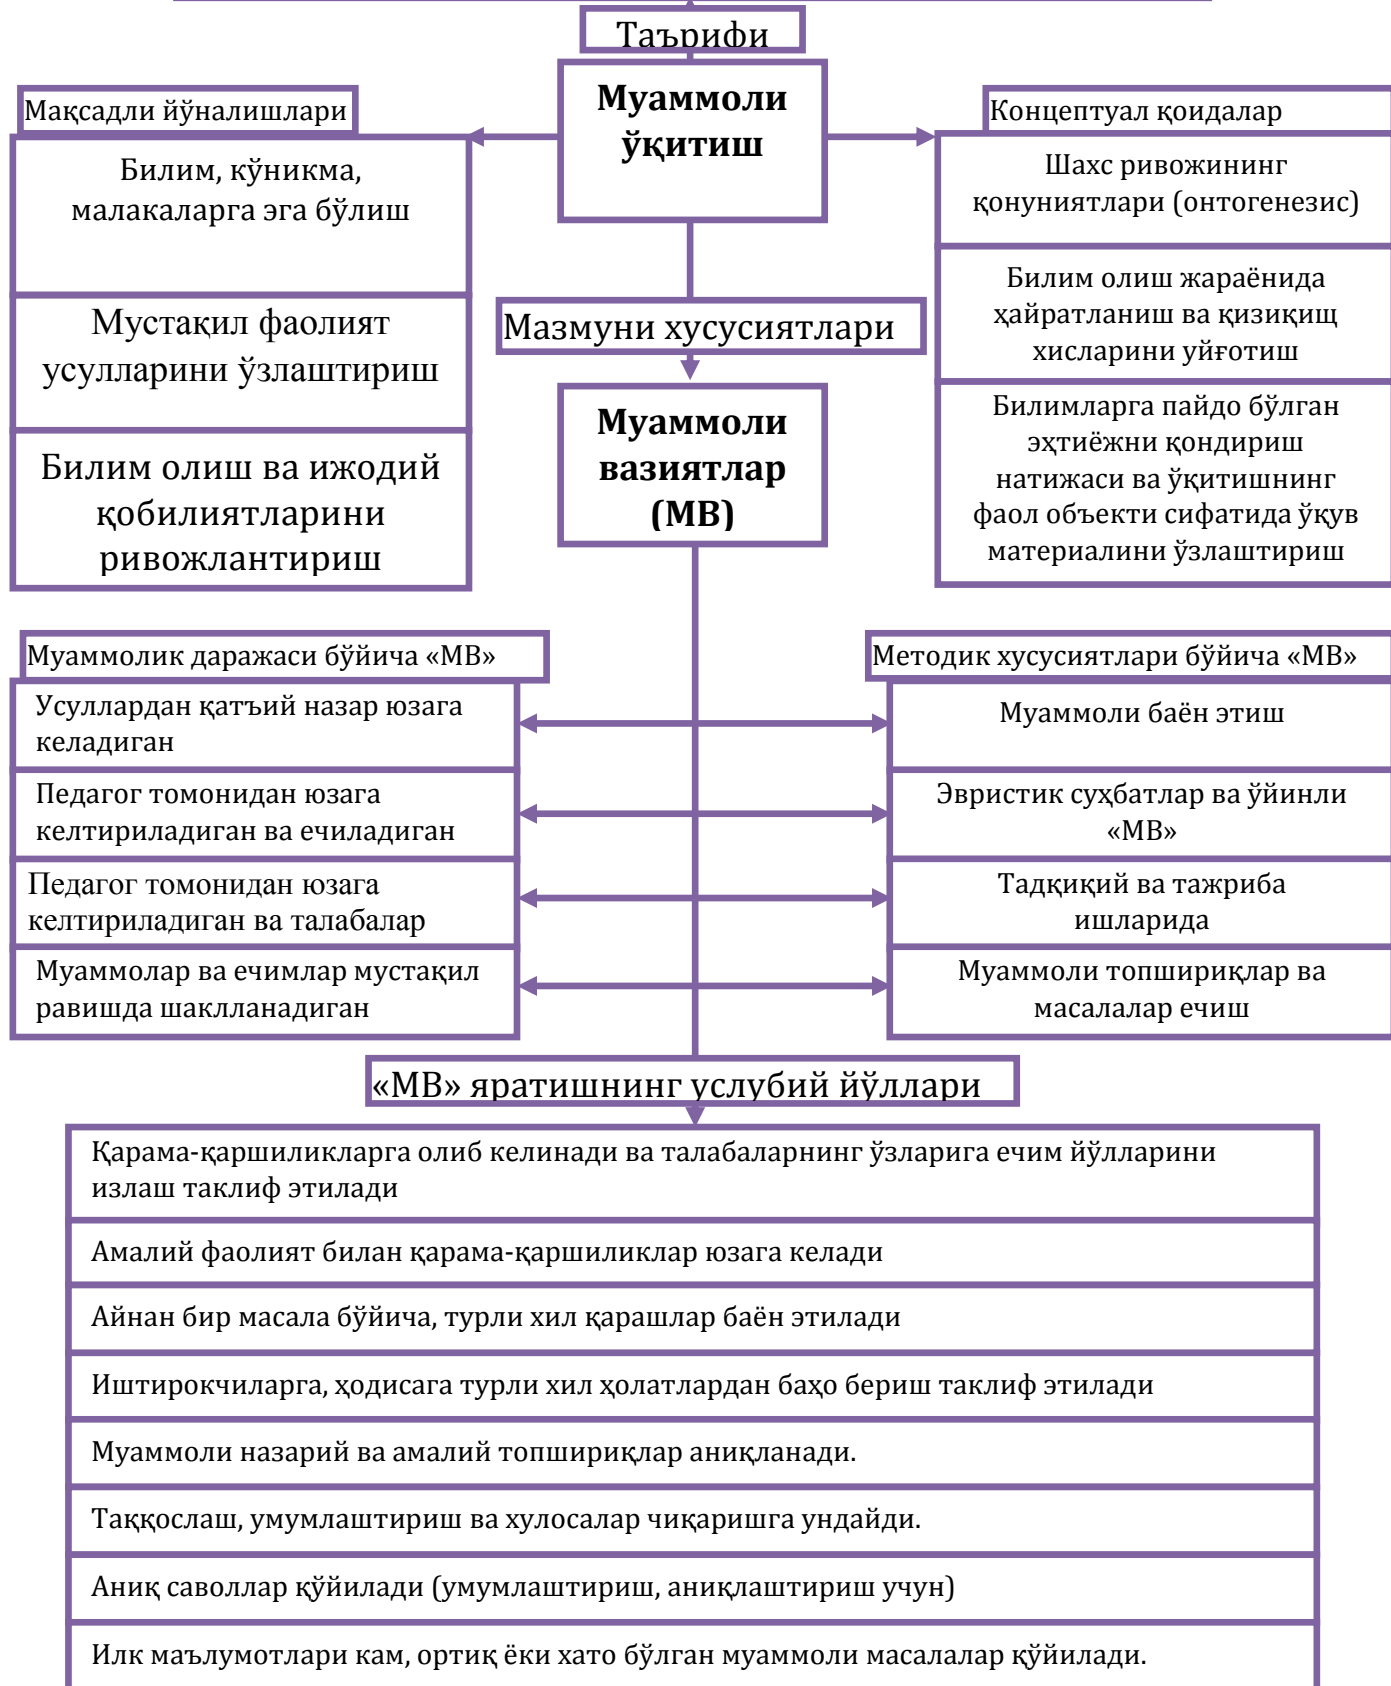 Таърифи
Муаммоли
ўқитиш
Мақсадли йўналишлари
Билим, кўникма,
малакаларга эга бўлиш
Мустақил фаолият
усулларини ўзлаштириш
Билим олиш ва ижодий
қобилиятларини
ривожлантириш
Концептуал қоидалар
Шахс ривожининг
қонуниятлари (онтогенезис)
Билим олиш жараёнида
ҳайратланиш ва қизиқищ
хисларини уйғотиш
Билимларга пайдо бўлган
эҳтиёжни қондириш
натижаси ва ўқитишнинг
фаол объекти сифатида ўқув
материалини ўзлаштириш
Мазмуни хусусиятлари
Муаммоли
вазиятлар
(МВ)
Муаммолик даражаси бўйича «МВ»
Усуллардан қатъий назар юзага
келадиган
Педагог томонидан юзага
келтириладиган ва ечиладиган
Педагог томонидан юзага
келтириладиган ва талабалар
Муаммолар ва ечимлар мустақил
равишда шаклланадиган
Методик хусусиятлари бўйича «МВ»
Муаммоли баён этиш
Эвристик суҳбатлар ва ўйинли
«МВ»
Тадқиқий ва тажриба
ишларида
Муаммоли топшириқлар ва
масалалар ечиш
«МВ» яратишнинг услубий йўллари
Қарама-қаршиликларга олиб келинади ва талабаларнинг ўзларига ечим йўлларини
излаш таклиф этилади
Амалий фаолият билан қарама-қаршиликлар юзага келади
Айнан бир масала бўйича, турли хил қарашлар баён этилади
Иштирокчиларга, ҳодисага турли хил ҳолатлардан баҳо бериш таклиф этилади
Муаммоли назарий ва амалий топшириқлар аниқланади.
Таққослаш, умумлаштириш ва хулосалар чиқаришга ундайди.
Аниқ саволлар қўйилади (умумлаштириш, аниқлаштириш учун)
Илк маълумотлари кам, ортиқ ёки хато бўлган муаммоли масалалар қўйилади.